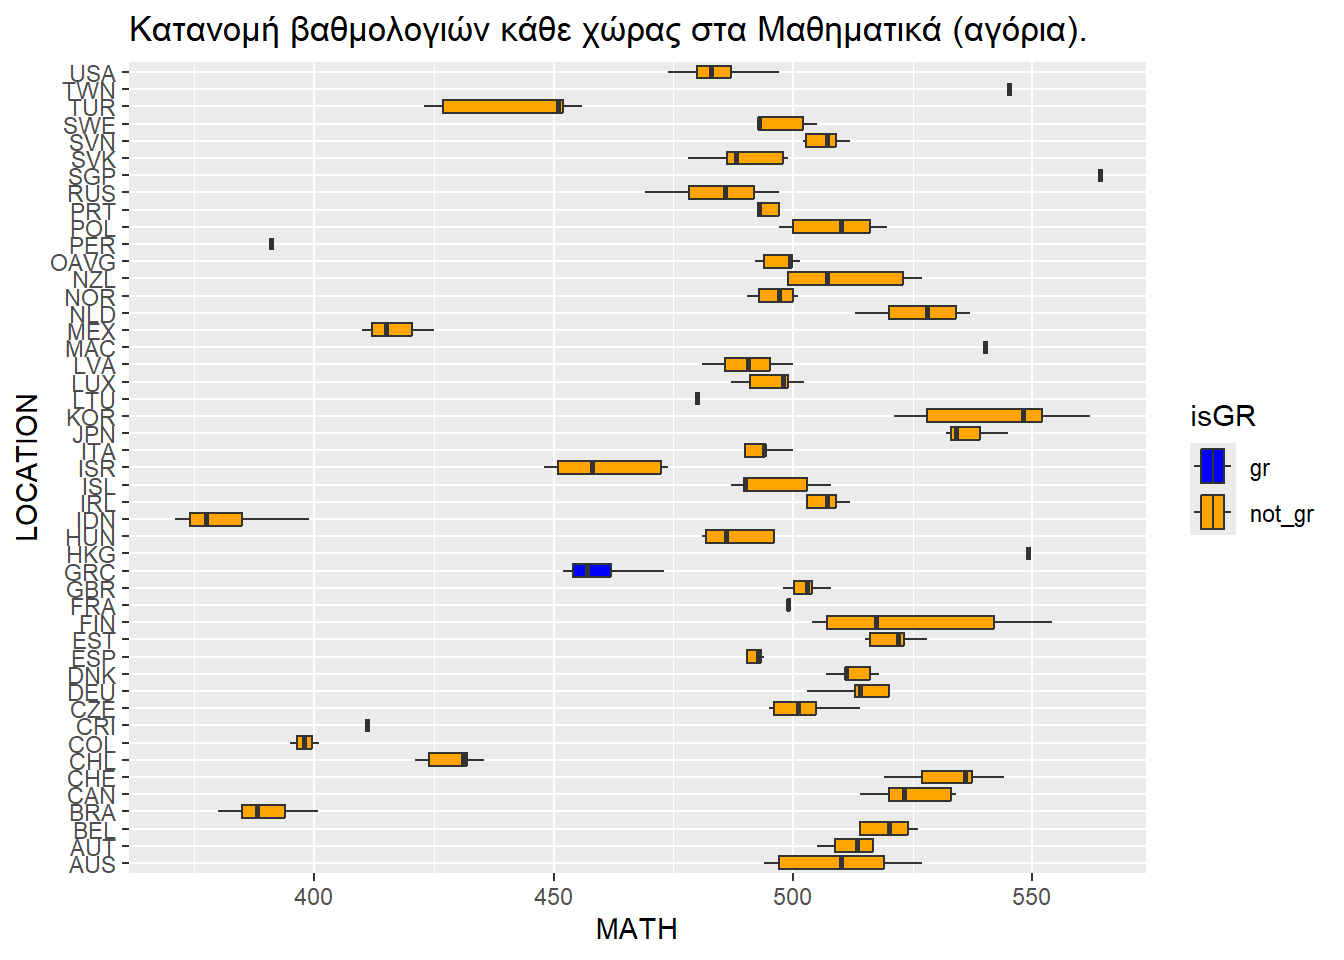 Κατανομή βαθμολογιών κάθε χώρας στα Μαθηματικά (αγόρια).
USA
TWN
TUR
SWE
SVN
SVK
SGP
RUS
PRT
POL
PER
OAVG
NZL
NOR
NLD
MEX
MAC
LVA
LUX
LTU
KOR
JPN
ITA
ISR
ISL
IRL
IDN
HUN
HKG
GRC
GBR
FRA
FIN
EST
ESP
DNK
DEU
CZE
CRI
COL
CHL
CHE
CAN
BRA
BEL
AUT
AUS
LOCATION
400 450 500 550
MATH
isGR
gr
not_gr